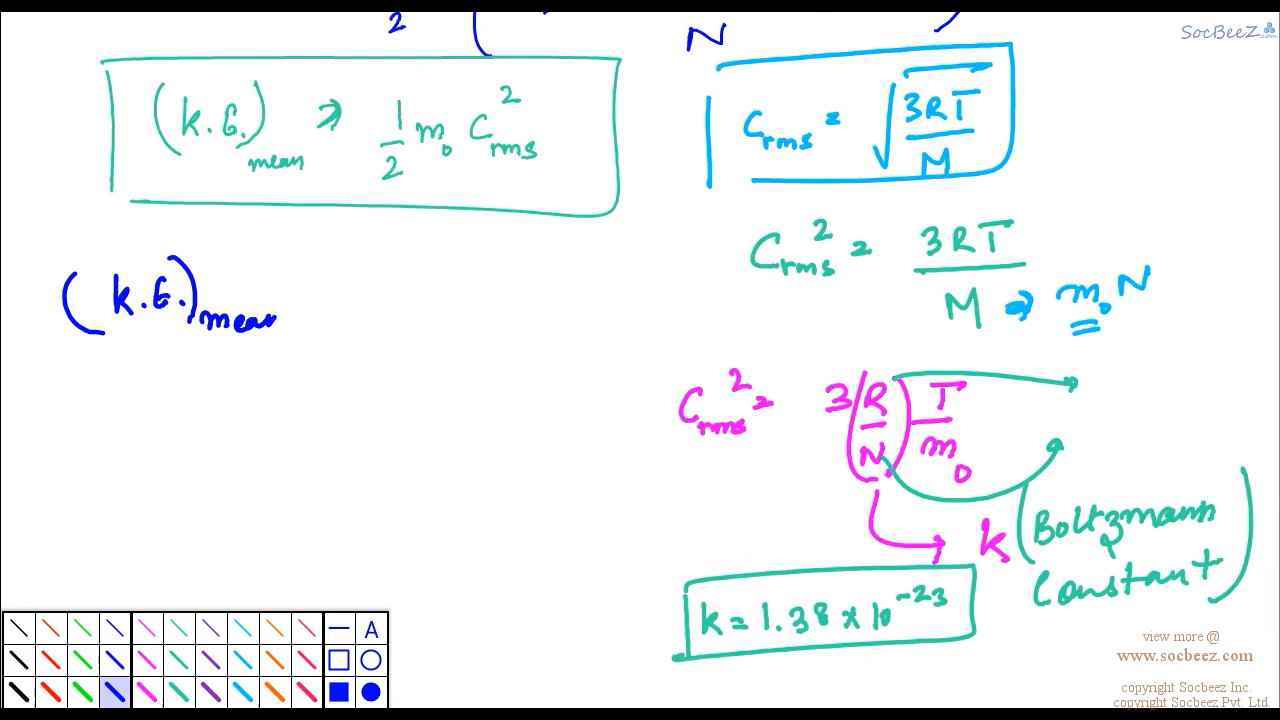 2 ( N )
SocBeeZ.com
(K.E.)mean => 1/2 m₀ C²rms
Crms = √(3RT/M)
C²rms = 3RT/M => m₀N
(K.E.)mean
C²rms = 3(R/N) T/m₀
k (Boltzmann
Constant)
k = 1.38 × 10⁻²³
A
view more @
www.socbeez.com
copyright Socbeez Inc.
copyright Socbeez Pvt. Ltd.